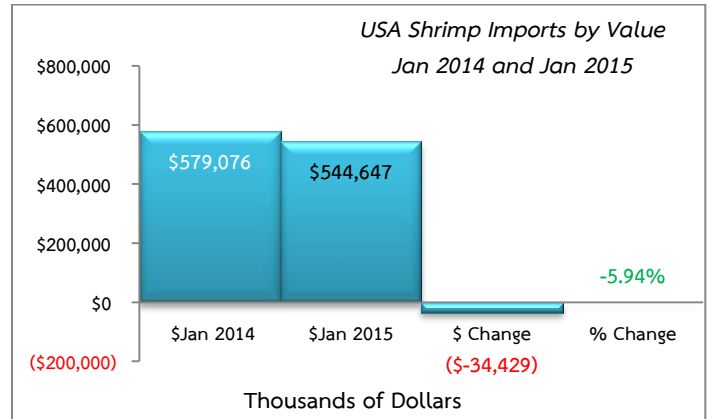 USA Shrimp Imports by Value
Jan 2014 and Jan 2015
$800,000
$600,000
$400,000
$200,000
$0
($200,000)
$579,076
$544,647
-5.94%
$Jan 2014
$Jan 2015
$ Change
% Change
($-34,429)
Thousands of Dollars